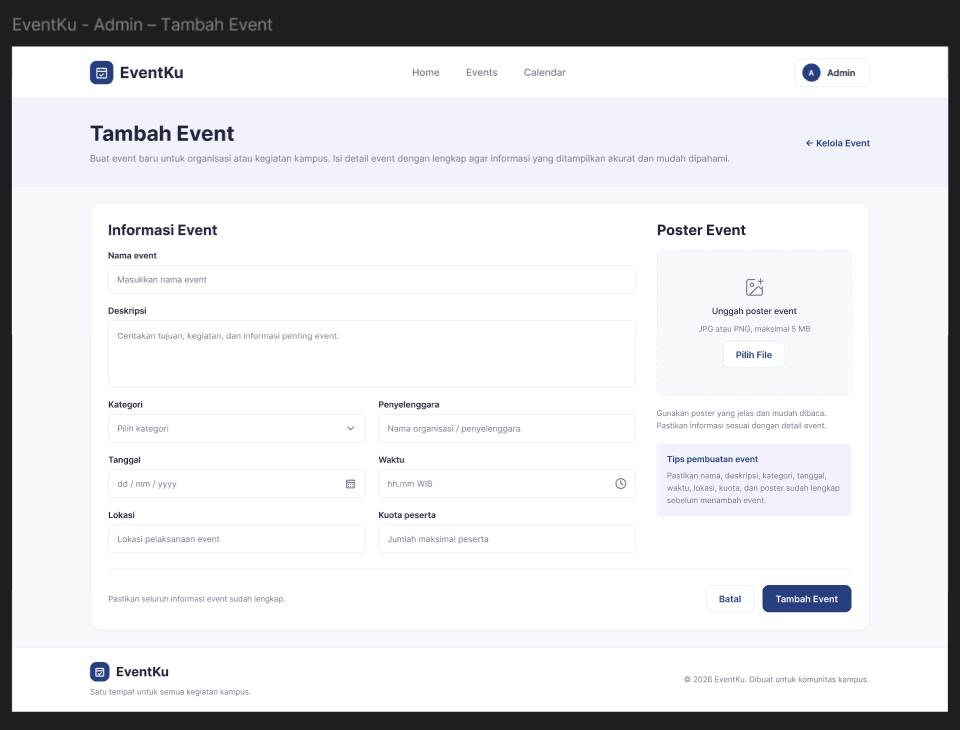 EventKu - Admin – Tambah Event
EventKu
Home
Events
Calendar
A
Admin
Tambah Event
Buat event baru untuk organisasi atau kegiatan kampus. Isi detail event dengan lengkap agar informasi yang ditampilkan akurat dan mudah dipahami.
← Kelola Event
Informasi Event
Nama event
Masukkan nama event
Deskripsi
Ceritakan tujuan, kegiatan, dan informasi penting event.
Kategori
Pilih kategori
Penyelenggara
Nama organisasi / penyelenggara
Tanggal
dd / mm / yyyy
Waktu
hh.mm WIB
Lokasi
Lokasi pelaksanaan event
Kuota peserta
Jumlah maksimal peserta
Poster Event
Unggah poster event
JPG atau PNG, maksimal 5 MB
Pilih File
Gunakan poster yang jelas dan mudah dibaca.
Pastikan informasi sesuai dengan detail event.
Tips pembuatan event
Pastikan nama, deskripsi, kategori, tanggal,
waktu, lokasi, kuota, dan poster sudah lengkap
sebelum menambah event.
Pastikan seluruh informasi event sudah lengkap.
Batal
Tambah Event
EventKu
Satu tempat untuk semua kegiatan kampus.
© 2026 EventKu. Dibuat untuk komunitas kampus.